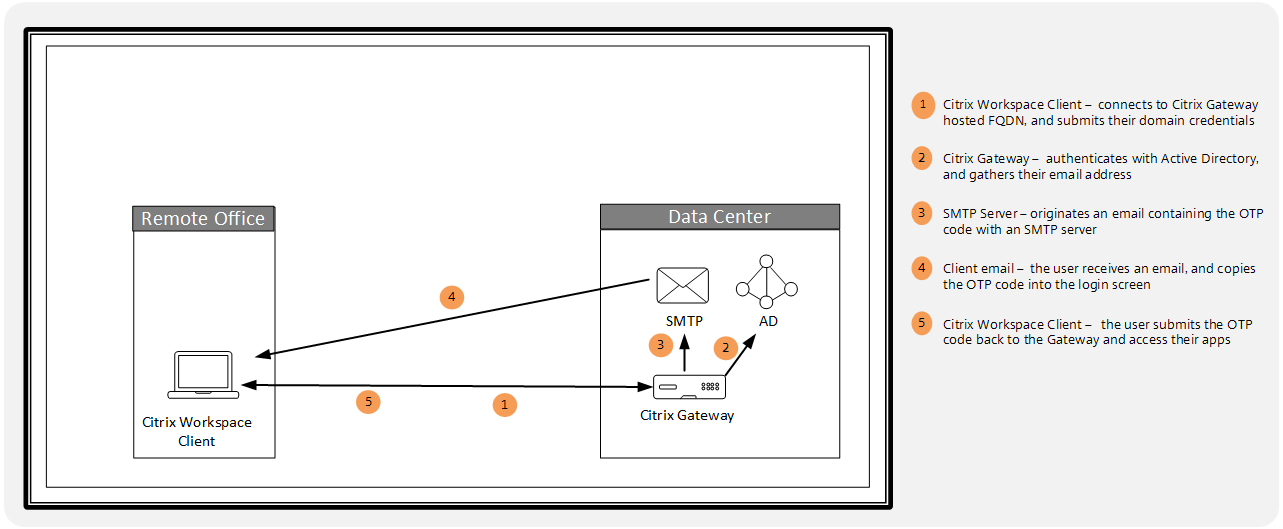 Remote Office
Data Center
4
SMTP
AD
3
2
5
1
Citrix Workspace
Client
Citrix Gateway
1
Citrix Workspace Client – connects to Citrix Gateway
hosted FQDN, and submits their domain credentials
2
Citrix Gateway – authenticates with Active Directory,
and gathers their email address
3
SMTP Server – originates an email containing the OTP
code with an SMTP server
4
Client email – the user receives an email, and copies
the OTP code into the login screen
5
Citrix Workspace Client – the user submits the OTP
code back to the Gateway and access their apps